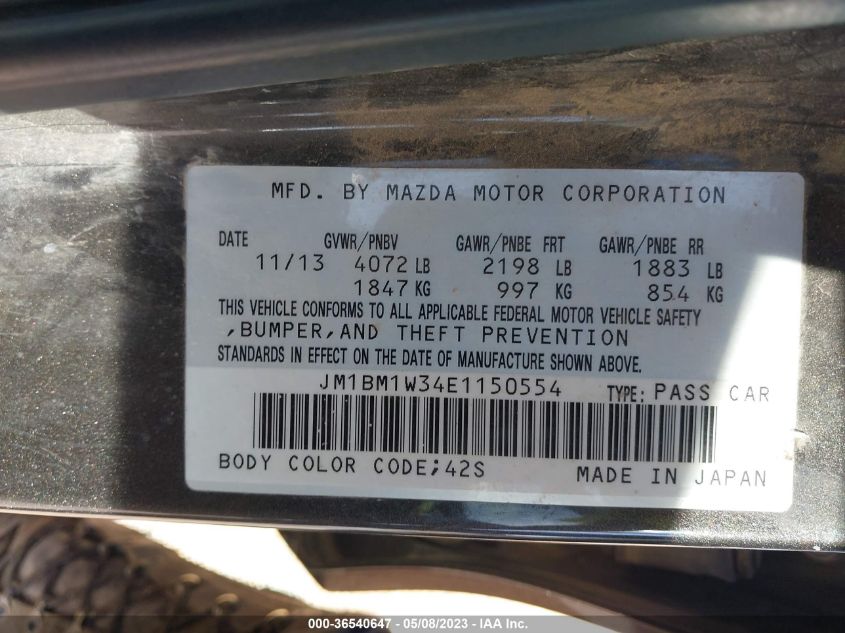 MFD. BY MAZDA MOTOR CORPORATION
DATE GVWR/PNBV GAWR/PNBE FRT GAWR/PNBE RR
11/13 4072 LB 2198 LB 1883 LB
1847 KG 997 KG 854 KG
THIS VEHICLE CONFORMS TO ALL APPLICABLE FEDERAL MOTOR VEHICLE SAFETY
,BUMPER,AND THEFT PREVENTION
STANDARDS IN EFFECT ON THE DATE OF MANUFACTURE SHOWN ABOVE.
JM1BM1W34E1150554 TYPE: PASS CAR
BODY COLOR CODE;42S MADE IN JAPAN
000-36540647 - 05/08/2023 - IAA Inc.